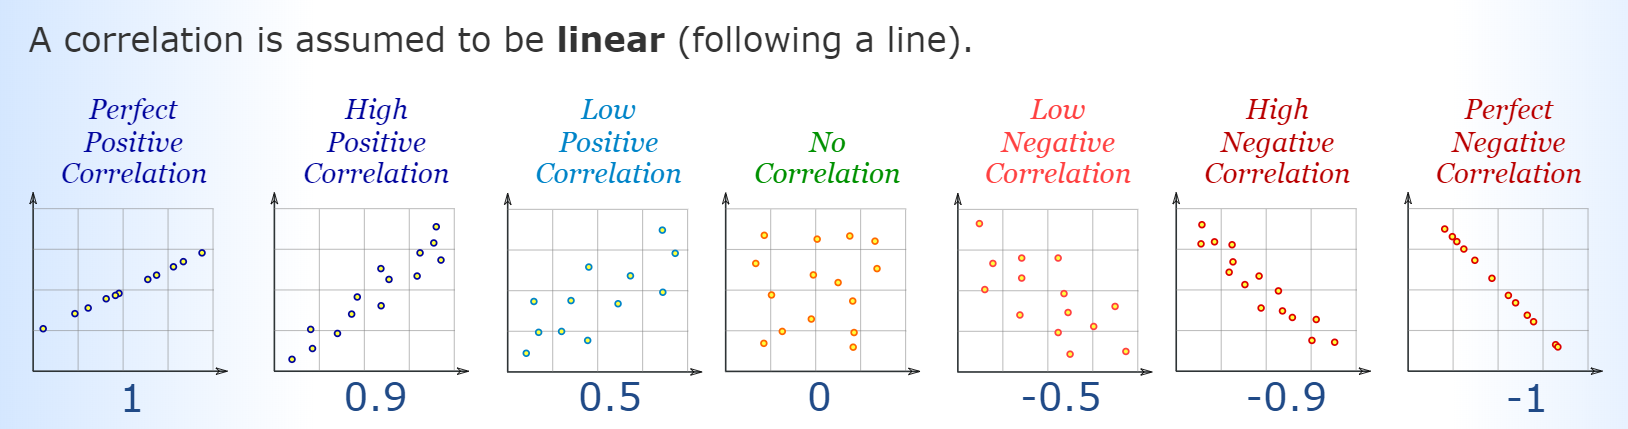 A correlation is assumed to be linear (following a line).
Perfect
Positive
Correlation
High
Positive
Correlation
Low
Positive
Correlation
No
Correlation
Low
Negative
Correlation
High
Negative
Correlation
Perfect
Negative
Correlation
1
0.9
0.5
0
-0.5
-0.9
-1